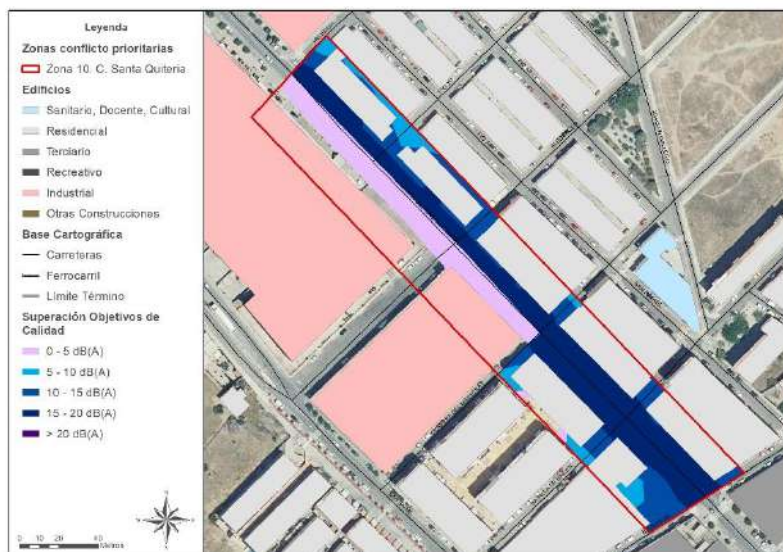 Leyenda
Zonas conflicto prioritarias
Zona 10. C. Santa Quiteria
Edificios
Sanitario, Docente, Cultural
Residencial
Terciario
Recreativo
Industrial
Otras Construcciones
Base Cartográfica
Carreteras
Ferrocarril
Límite Término
Superación Objetivos de
Calidad
0 - 5 dB(A)
5 - 10 dB(A)
10 - 15 dB(A)
15 - 20 dB(A)
> 20 dB(A)
0 10 20 40
Metros